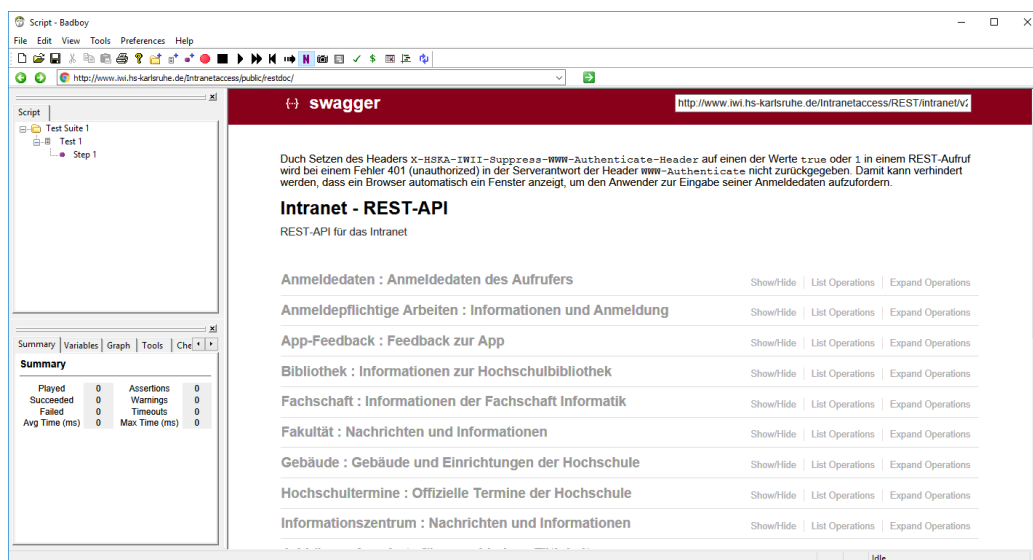 Script - Badboy
File Edit View Tools Preferences Help
http://www.iwi.hs-karlsruhe.de/Intranetaccess/public/restdoc/
Script
Test Suite 1
Test 1
Step 1
Summary Variables Graph Tools Che
Summary
Played 0 Assertions 0
Succeeded 0 Warnings 0
Failed 0 Timeouts 0
Avg Time (ms) 0 Max Time (ms) 0
{··} swagger
http://www.iwi.hs-karlsruhe.de/Intranetaccess/REST/intranet/v2
Duch Setzen des Headers X-HSKA-IWII-Suppress-WWW-Authenticate-Header auf einen der Werte true oder 1 in einem REST-Aufruf
wird bei einem Fehler 401 (unauthorized) in der Serverantwort der Header WWW-Authenticate nicht zurückgegeben. Damit kann verhindert
werden, dass ein Browser automatisch ein Fenster anzeigt, um den Anwender zur Eingabe seiner Anmeldedaten aufzufordern.
Intranet - REST-API
REST-API für das Intranet
Anmeldedaten : Anmeldedaten des Aufrufers Show/Hide List Operations Expand Operations
Anmeldepflichtige Arbeiten : Informationen und Anmeldung Show/Hide List Operations Expand Operations
App-Feedback : Feedback zur App Show/Hide List Operations Expand Operations
Bibliothek : Informationen zur Hochschulbibliothek Show/Hide List Operations Expand Operations
Fachschaft : Informationen der Fachschaft Informatik Show/Hide List Operations Expand Operations
Fakultät : Nachrichten und Informationen Show/Hide List Operations Expand Operations
Gebäude : Gebäude und Einrichtungen der Hochschule Show/Hide List Operations Expand Operations
Hochschultermine : Offizielle Termine der Hochschule Show/Hide List Operations Expand Operations
Informationszentrum : Nachrichten und Informationen Show/Hide List Operations Expand Operations
Idle